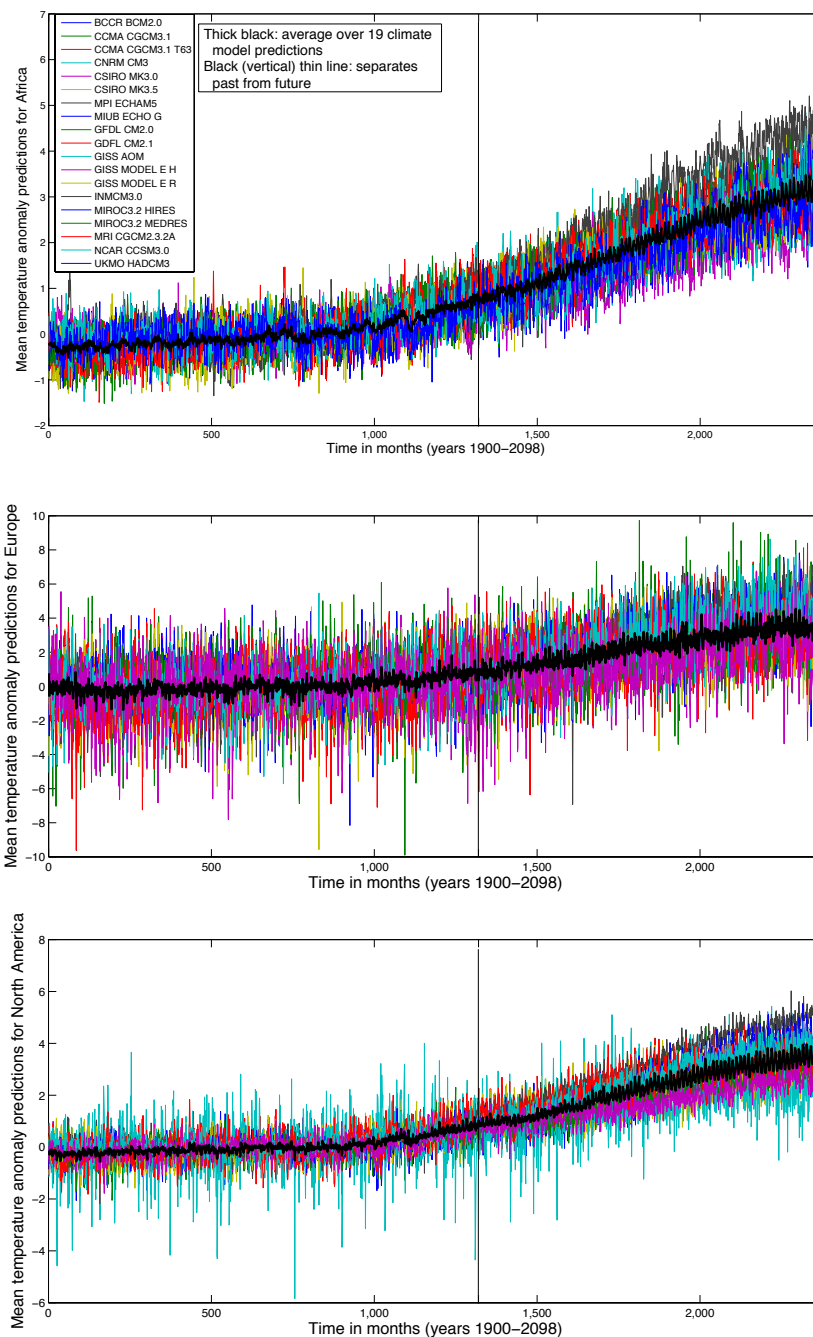 BCCR BCM2.0
CCMA CGCM3.1
CCMA CGCM3.1 T63
CNRM CM3
CSIRO MK3.0
CSIRO MK3.5
MPI ECHAM5
MIUB ECHO G
GFDL CM2.0
GDFL CM2.1
GISS AOM
GISS MODEL E H
GISS MODEL E R
INMCM3.0
MIROC3.2 HIRES
MIROC3.2 MEDRES
MRI CGCM2.3.2A
NCAR CCSM3.0
UKMO HADCM3
Thick black: average over 19 climate
model predictions
Black (vertical) thin line: separates
past from future
Mean temperature anomaly predictions for Africa
7
6
5
4
3
2
1
0
−1
−2
0
500
1,000
1,500
2,000
Time in months (years 1900−2098)
Mean temperature anomaly predictions for Europe
10
8
6
4
2
0
−2
−4
−6
−8
−10
0
500
1,000
1,500
2,000
Time in months (years 1900−2098)
Mean temperature anomaly predictions for North America
8
6
4
2
0
−2
−4
−6
0
500
1,000
1,500
2,000
Time in months (years 1900−2098)